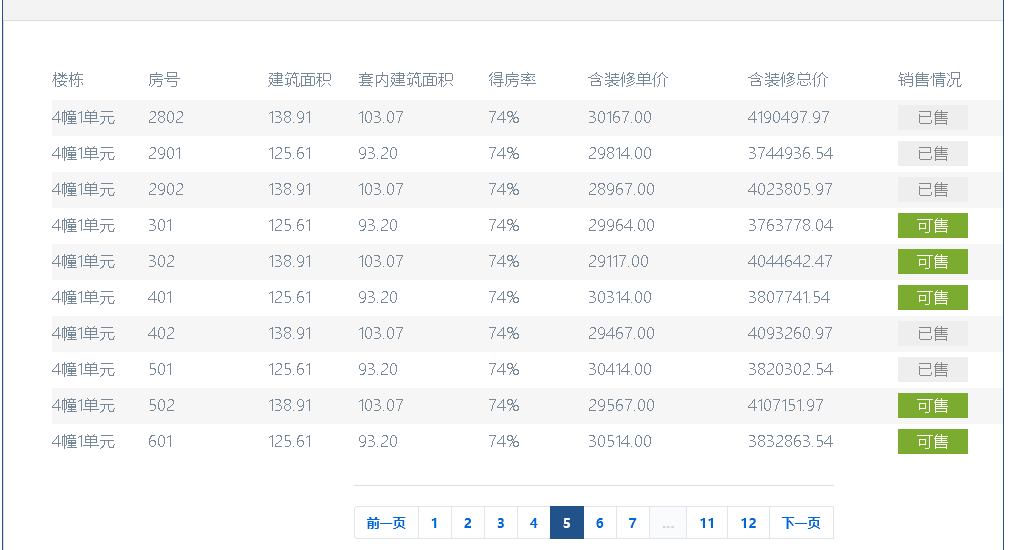 楼栋 房号 建筑面积 套内建筑面积 得房率 含装修单价 含装修总价 销售情况
4幢1单元 2802 138.91 103.07 74% 30167.00 4190497.97 已售
4幢1单元 2901 125.61 93.20 74% 29814.00 3744936.54 已售
4幢1单元 2902 138.91 103.07 74% 28967.00 4023805.97 已售
4幢1单元 301 125.61 93.20 74% 29964.00 3763778.04 可售
4幢1单元 302 138.91 103.07 74% 29117.00 4044642.47 可售
4幢1单元 401 125.61 93.20 74% 30314.00 3807741.54 可售
4幢1单元 402 138.91 103.07 74% 29467.00 4093260.97 已售
4幢1单元 501 125.61 93.20 74% 30414.00 3820302.54 已售
4幢1单元 502 138.91 103.07 74% 29567.00 4107151.97 可售
4幢1单元 601 125.61 93.20 74% 30514.00 3832863.54 可售
前一页 1 2 3 4 5 6 7 ... 11 12 下一页